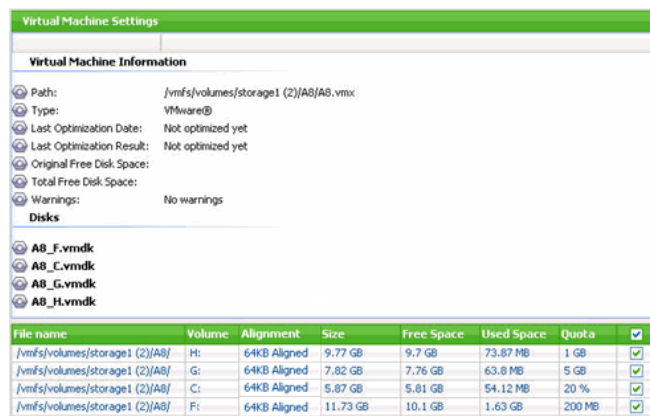 Virtual Machine Settings
Virtual Machine Information
Path: /vmfs/volumes/storage1 (2)/A8/A8.vmx
Type: VMware®
Last Optimization Date: Not optimized yet
Last Optimization Result: Not optimized yet
Original Free Disk Space:
Total Free Disk Space:
Warnings: No warnings
Disks
A8_F.vmdk
A8_C.vmdk
A8_G.vmdk
A8_H.vmdk
File name Volume Alignment Size Free Space Used Space Quota
/vmfs/volumes/storage1 (2)/A8/ H: 64KB Aligned 9.77 GB 9.7 GB 73.87 MB 1 GB
/vmfs/volumes/storage1 (2)/A8/ G: 64KB Aligned 7.82 GB 7.76 GB 63.8 MB 5 GB
/vmfs/volumes/storage1 (2)/A8/ C: 64KB Aligned 5.87 GB 5.81 GB 54.12 MB 20 %
/vmfs/volumes/storage1 (2)/A8/ F: 64KB Aligned 11.73 GB 10.1 GB 1.63 GB 200 MB